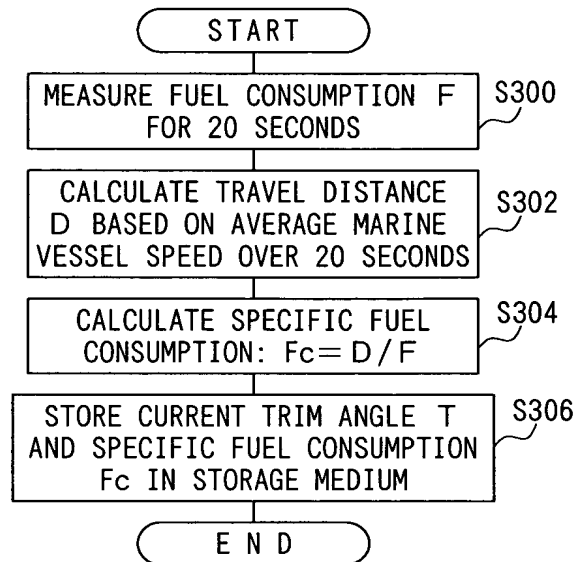 START
MEASURE FUEL CONSUMPTION F
FOR 20 SECONDS
S300
CALCULATE TRAVEL DISTANCE
D BASED ON AVERAGE MARINE
VESSEL SPEED OVER 20 SECONDS
S302
CALCULATE SPECIFIC FUEL
CONSUMPTION: Fc=D/F
S304
STORE CURRENT TRIM ANGLE T
AND SPECIFIC FUEL CONSUMPTION
Fc IN STORAGE MEDIUM
S306
END